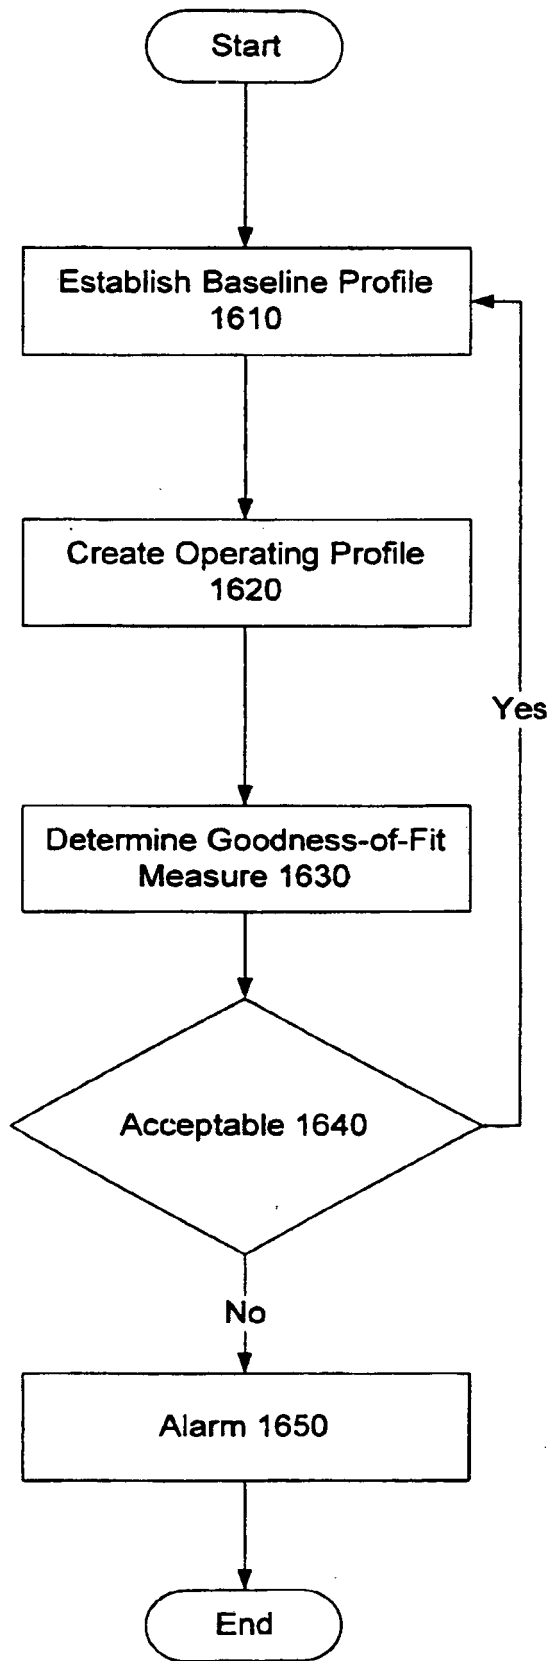 Start
Establish Baseline Profile
1610
Create Operating Profile
1620
Yes
Determine Goodness-of-Fit
Measure 1630
Acceptable 1640
No
Alarm 1650
End